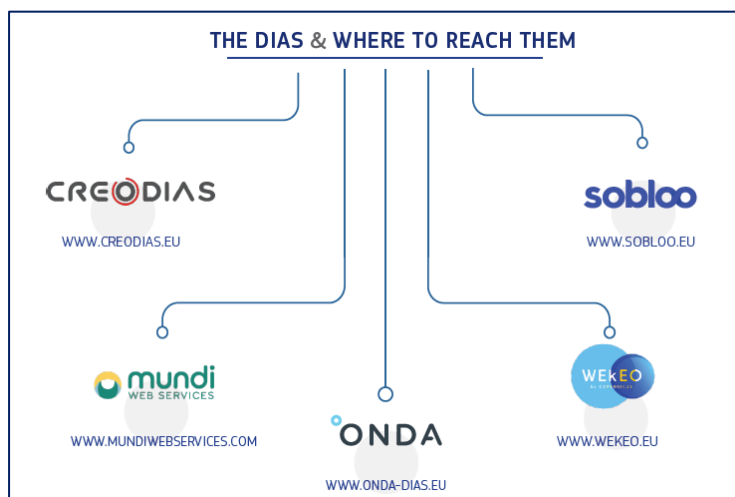 THE DIAS & WHERE TO REACH THEM
CREODIAS
WWW.CREODIAS.EU
sobloo
WWW.SOBLOO.EU
mundi
WEB SERVICES
WWW.MUNDIWEBSERVICES.COM
ONDA
WWW.ONDA-DIAS.EU
WEkEO
WWW.WEKEO.EU